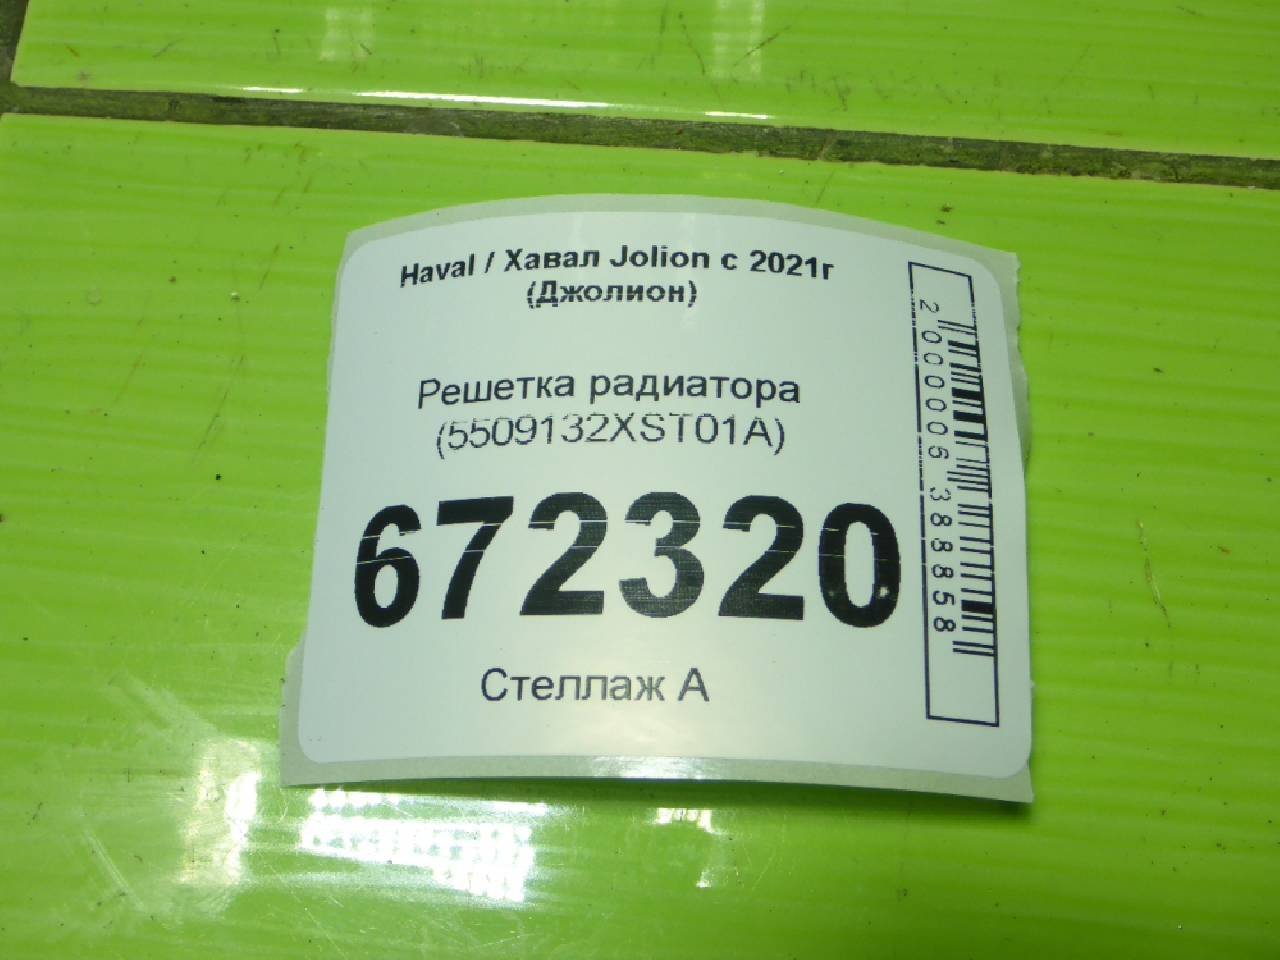 Haval / Хавал Jolion с 2021г
(Джолион)
Решетка радиатора
(5509132XST01A)
672320
Стеллаж А
2000006388858